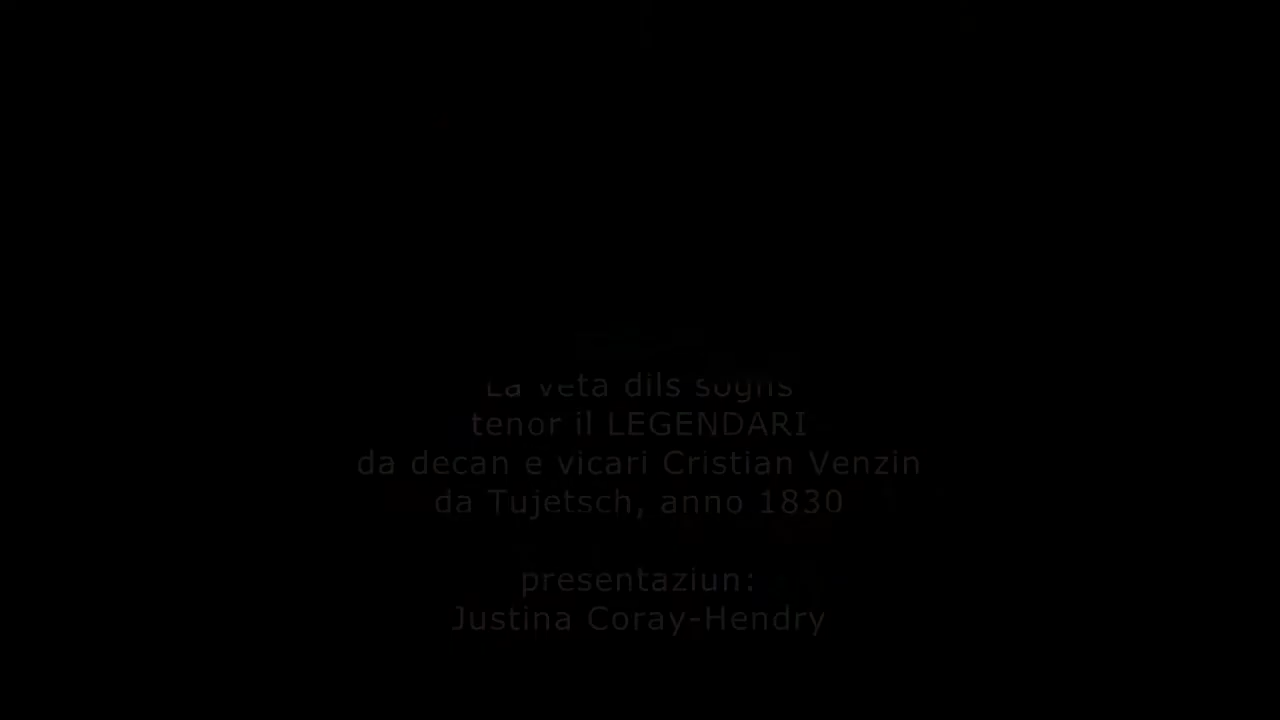 La veta dils sogns
tenor il LEGENDARI
da decan e vicari Cristian Venzin
da Tujetsch, anno 1830
presentaziun:
Justina Coray-Hendry